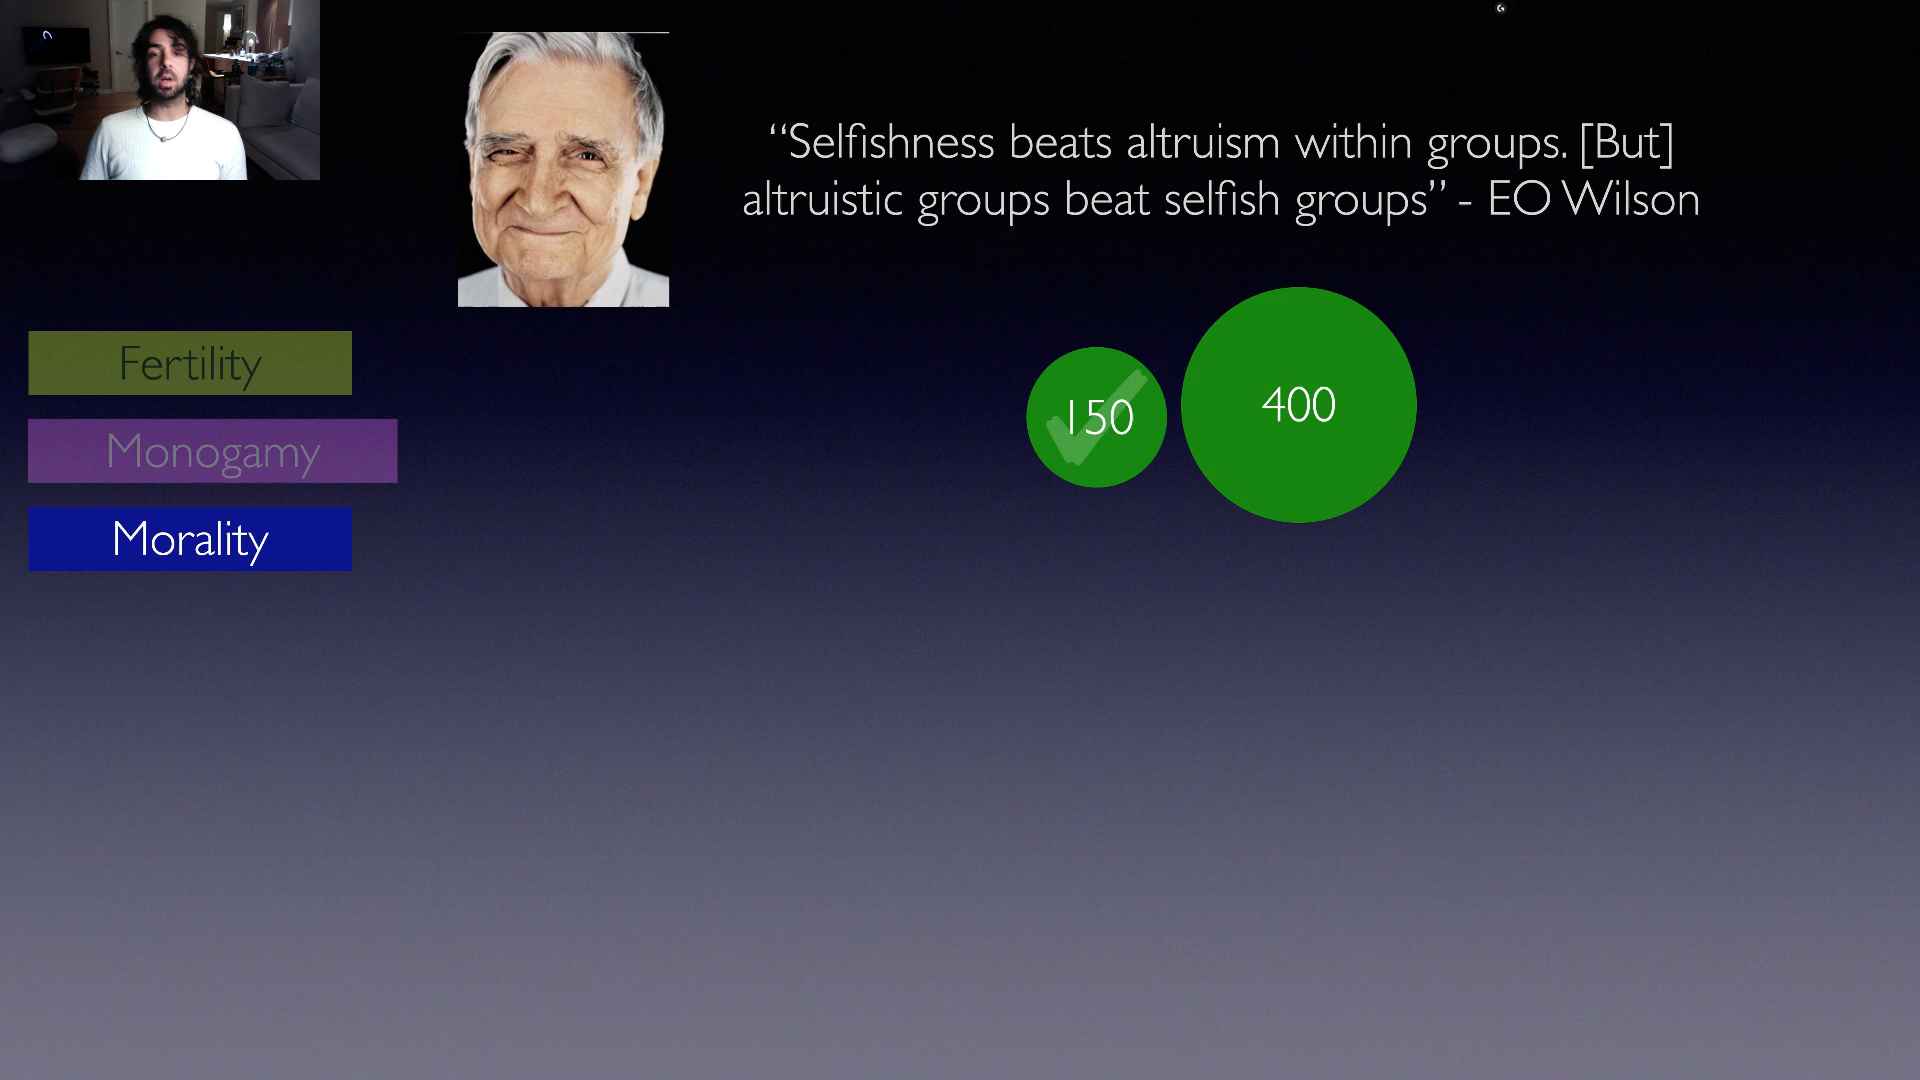 “Selfishness beats altruism within groups. [But]
altruistic groups beat selfish groups” - EO Wilson
Fertility
Monogamy
Morality
150
400